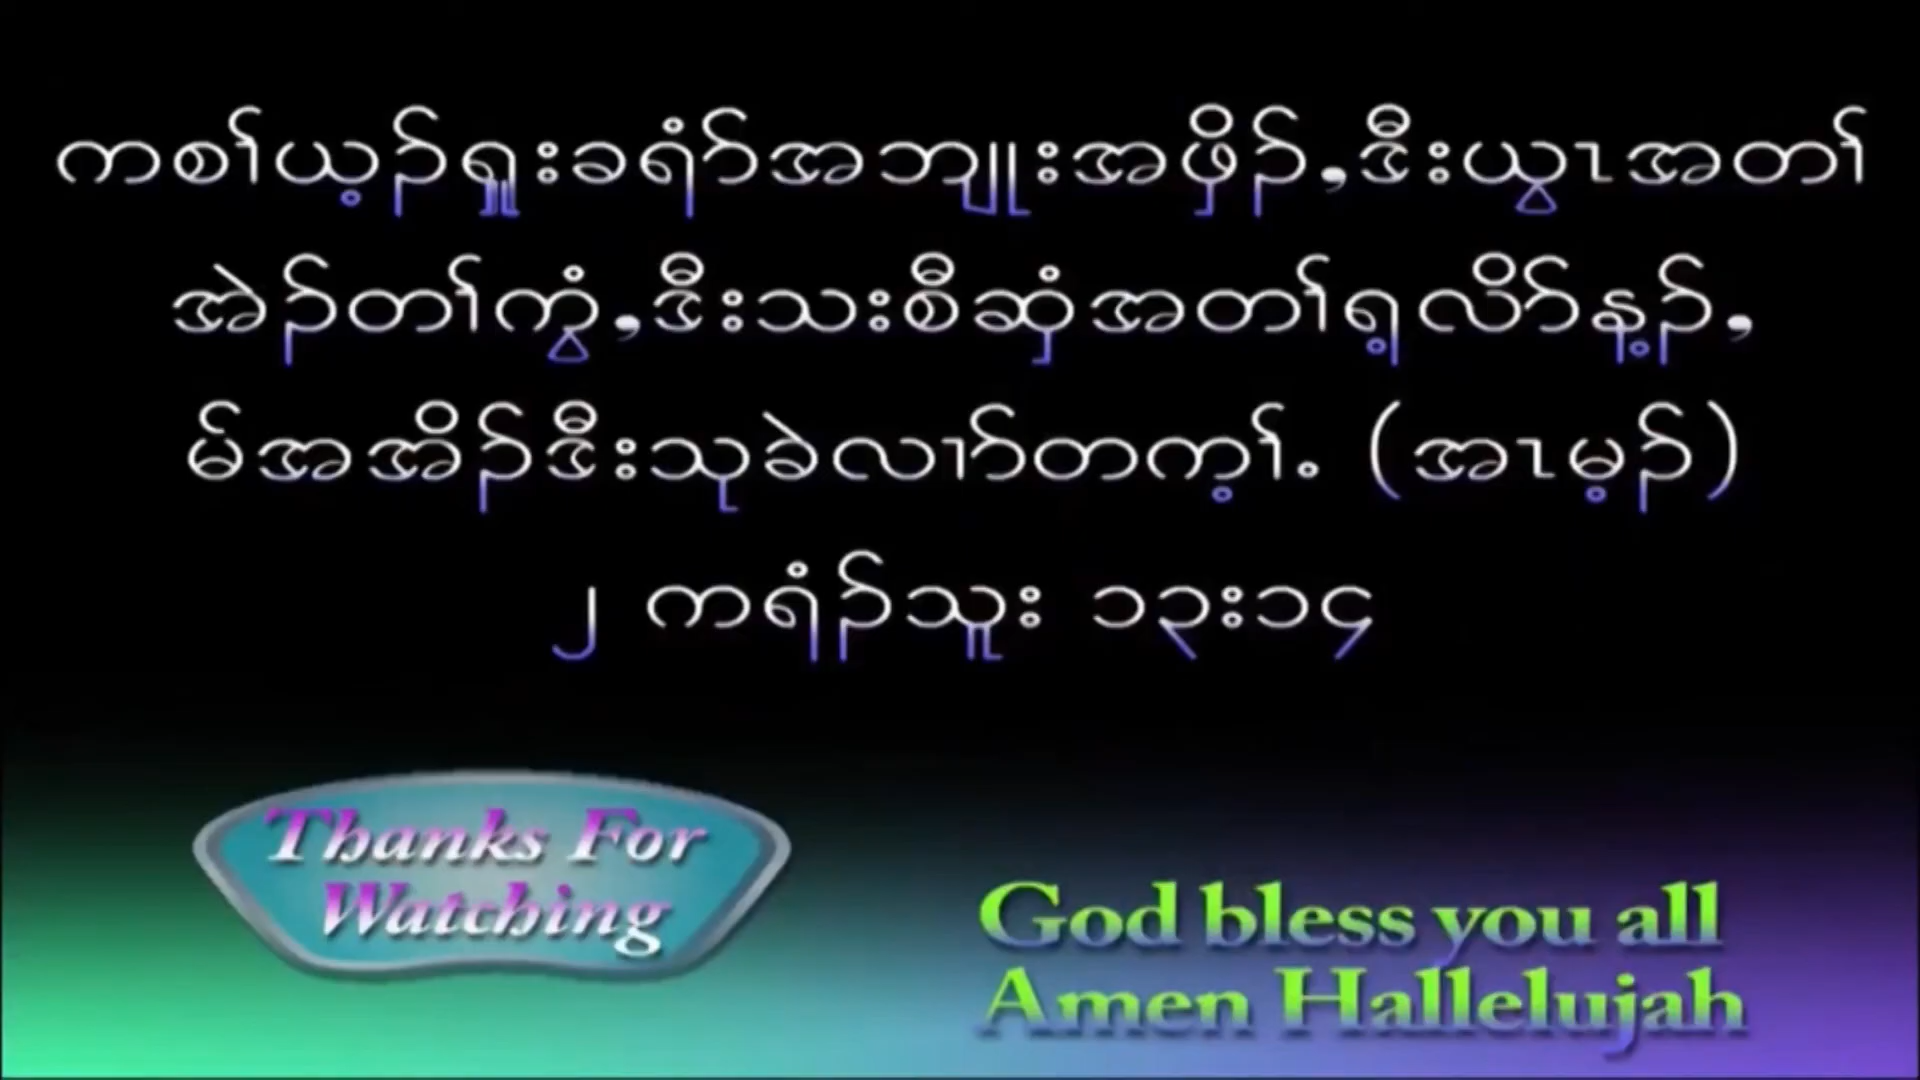 ကစၢ်ယ့ၣ်ရှူးခရံာ်အဘျုးအဖှိၣ်,ဒီးယွၤအတၢ်
အဲၣ်တၢ်ကွံ,ဒီးသးစီဆှံအတၢ်ရ့လိာ်န့ၣ်,
မ်အအိၣ်ဒီးသုခဲလၢာ်တက့ၢ်. (အၤမ့ၣ်)
၂ ကရံၣ်သူး ၁၃း၁၄
Thanks For
Watching
God bless you all
Amen Hallelujah